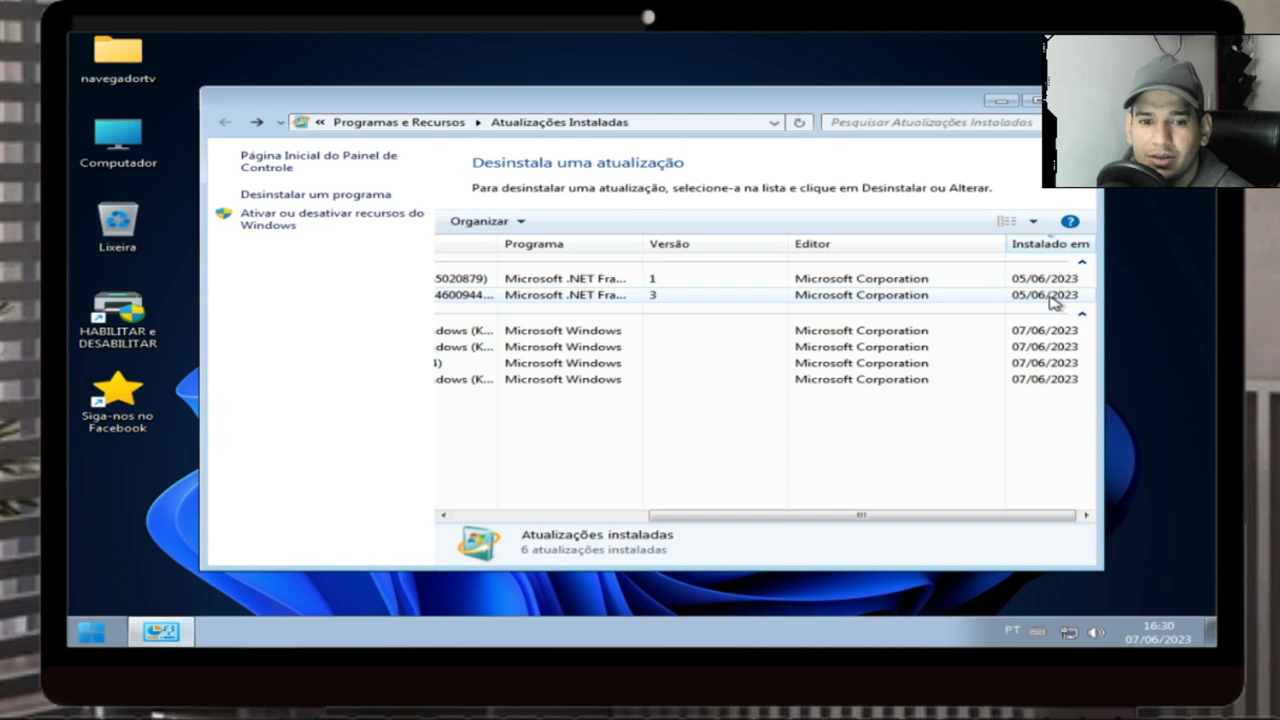 navegadortv
Computador
Lixeira
HABILITAR e
DESABILITAR
Siga-nos no
Facebook
« Programas e Recursos ▸ Atualizações Instaladas
Pesquisar Atualizações Instaladas
Página Inicial do Painel de
Controle
Desinstalar um programa
Ativar ou desativar recursos do
Windows
Desinstala uma atualização
Para desinstalar uma atualização, selecione-a na lista e clique em Desinstalar ou Alterar.
Organizar
Programa Versão Editor Instalado em
5020879) Microsoft .NET Fra... 1 Microsoft Corporation 05/06/2023
4600944... Microsoft .NET Fra... 3 Microsoft Corporation 05/06/2023
dows (K... Microsoft Windows Microsoft Corporation 07/06/2023
dows (K... Microsoft Windows Microsoft Corporation 07/06/2023
) Microsoft Windows Microsoft Corporation 07/06/2023
dows (K... Microsoft Windows Microsoft Corporation 07/06/2023
Atualizações instaladas
6 atualizações instaladas
PT
16:30
07/06/2023